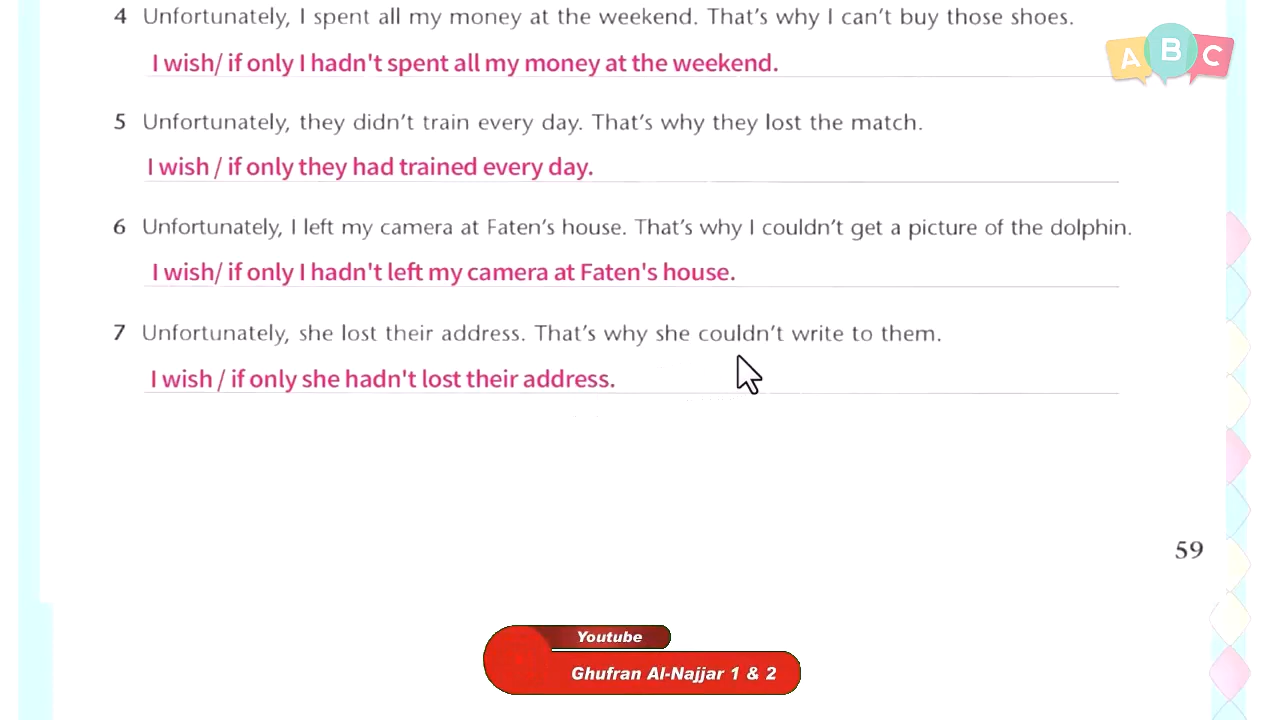 4 Unfortunately, I spent all my money at the weekend. That's why I can't buy those shoes.
I wish/ if only I hadn't spent all my money at the weekend.
A B C
5 Unfortunately, they didn't train every day. That's why they lost the match.
I wish / if only they had trained every day.
6 Unfortunately, I left my camera at Faten's house. That's why I couldn't get a picture of the dolphin.
I wish/ if only I hadn't left my camera at Faten's house.
7 Unfortunately, she lost their address. That's why she couldn't write to them.
I wish / if only she hadn't lost their address.
59
Youtube
Ghufran Al-Najjar 1 & 2